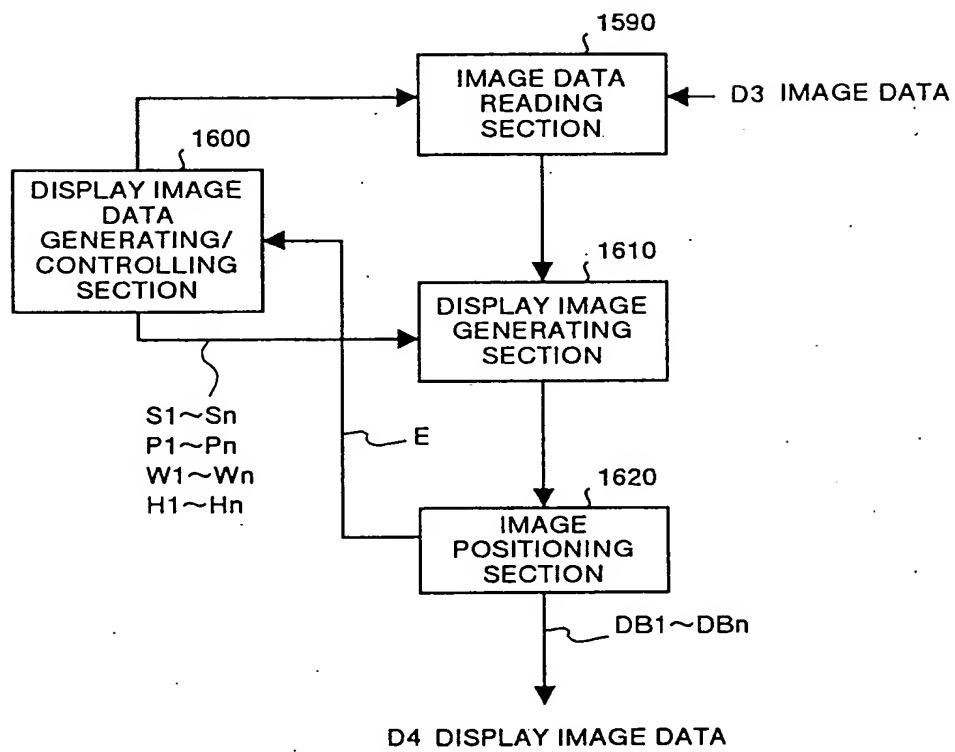 1590
IMAGE DATA
READING
SECTION
D3 IMAGE DATA
1600
DISPLAY IMAGE
DATA
GENERATING/
CONTROLLING
SECTION
1610
DISPLAY IMAGE
GENERATING
SECTION
S1~Sn
P1~Pn
W1~Wn
H1~Hn
E
1620
IMAGE
POSITIONING
SECTION
DB1~DBn
D4 DISPLAY IMAGE DATA